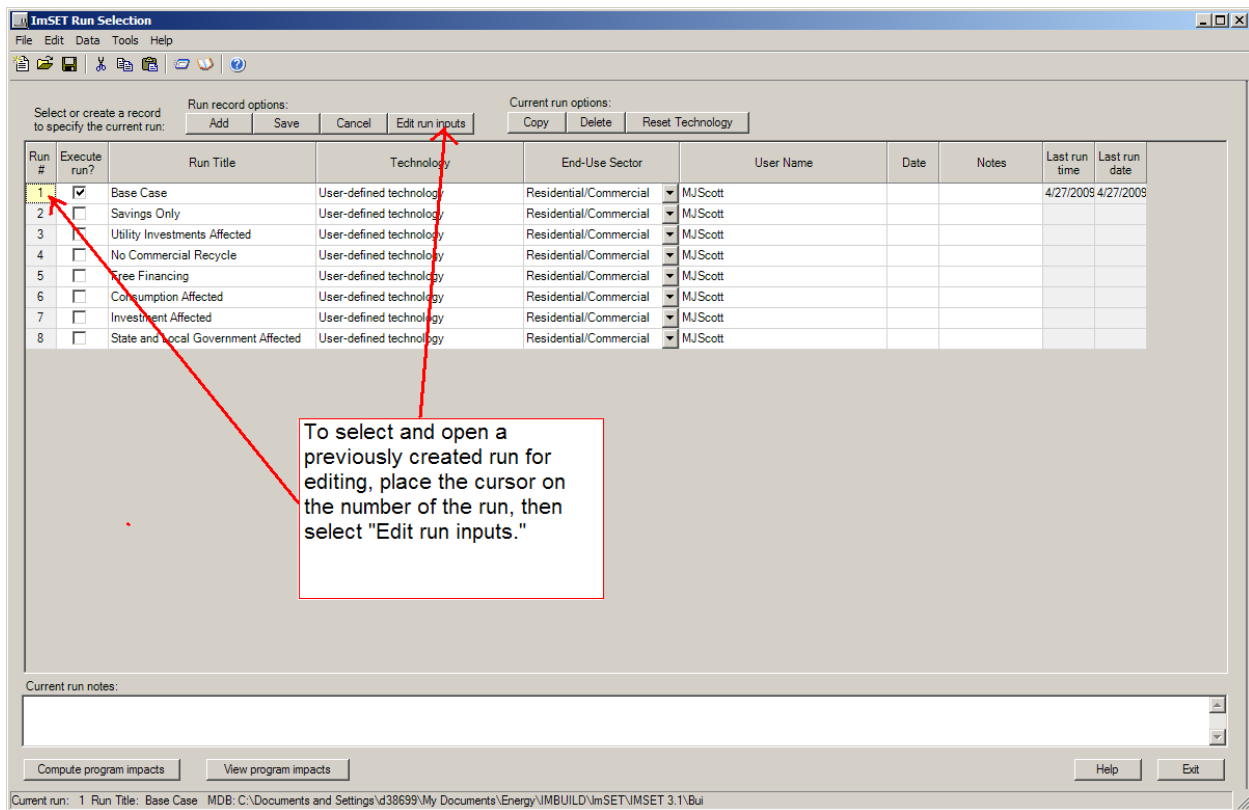 ImSET Run Selection
File Edit Data Tools Help
Select or create a record
to specify the current run:
Run record options:
Add Save Cancel Edit run inputs
Current run options:
Copy Delete Reset Technology
Run # Execute run? Run Title Technology End-Use Sector User Name Date Notes Last run time Last run date
1 Base Case User-defined technology Residential/Commercial MJScott 4/27/2009 4/27/2009
2 Savings Only User-defined technology Residential/Commercial MJScott
3 Utility Investments Affected User-defined technology Residential/Commercial MJScott
4 No Commercial Recycle User-defined technology Residential/Commercial MJScott
5 Free Financing User-defined technology Residential/Commercial MJScott
6 Consumption Affected User-defined technology Residential/Commercial MJScott
7 Investment Affected User-defined technology Residential/Commercial MJScott
8 State and Local Government Affected User-defined technology Residential/Commercial MJScott
To select and open a
previously created run for
editing, place the cursor on
the number of the run, then
select "Edit run inputs."
Current run notes:
Compute program impacts View program impacts Help Exit
Current run: 1 Run Title: Base Case MDB: C:\Documents and Settings\d38699\My Documents\Energy\IMBUILD\ImSET\IMSET 3.1\Bui